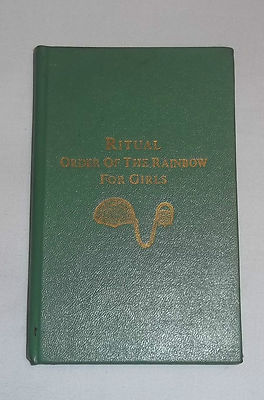 RITUAL
ORDER OF THE RAINBOW
FOR GIRLS